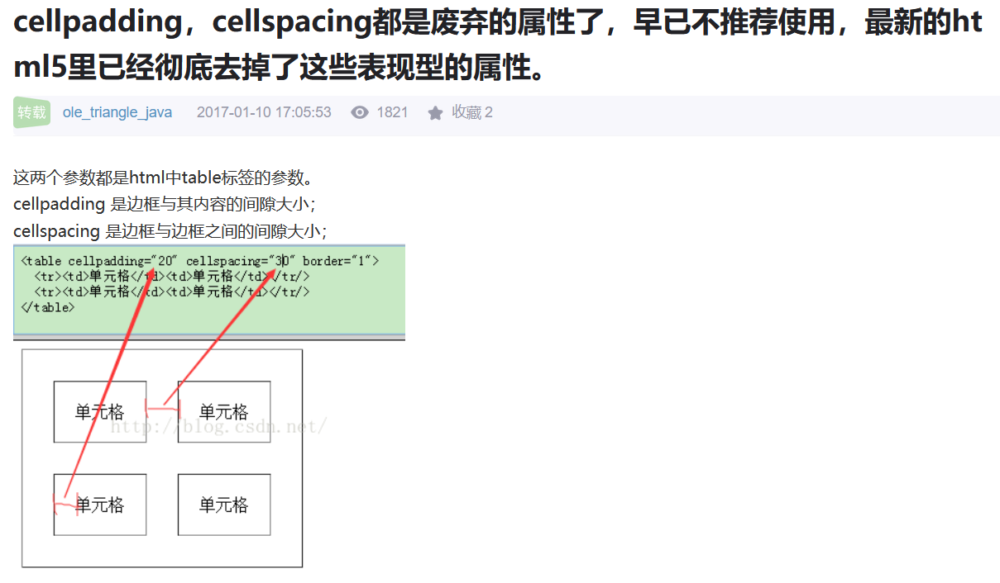 cellpadding，cellspacing都是废弃的属性了，早已不推荐使用，最新的ht
ml5里已经彻底去掉了这些表现型的属性。
转载 ole_triangle_java 2017-01-10 17:05:53 1821 收藏 2
这两个参数都是html中table标签的参数。
cellpadding 是边框与其内容的间隙大小；
cellspacing 是边框与边框之间的间隙大小；
<table cellpadding="20" cellspacing="30" border="1">
<tr><td>单元格</td><td>单元格</td></tr/>
<tr><td>单元格</td><td>单元格</td></tr/>
</table>
单元格 单元格
http://blog.csdn.net/
单元格 单元格